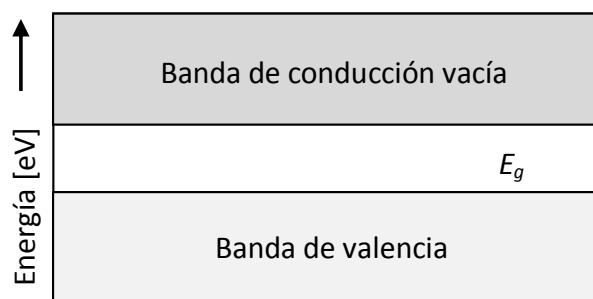 Banda de conducción vacía
E_g
Banda de valencia
Energía [eV]